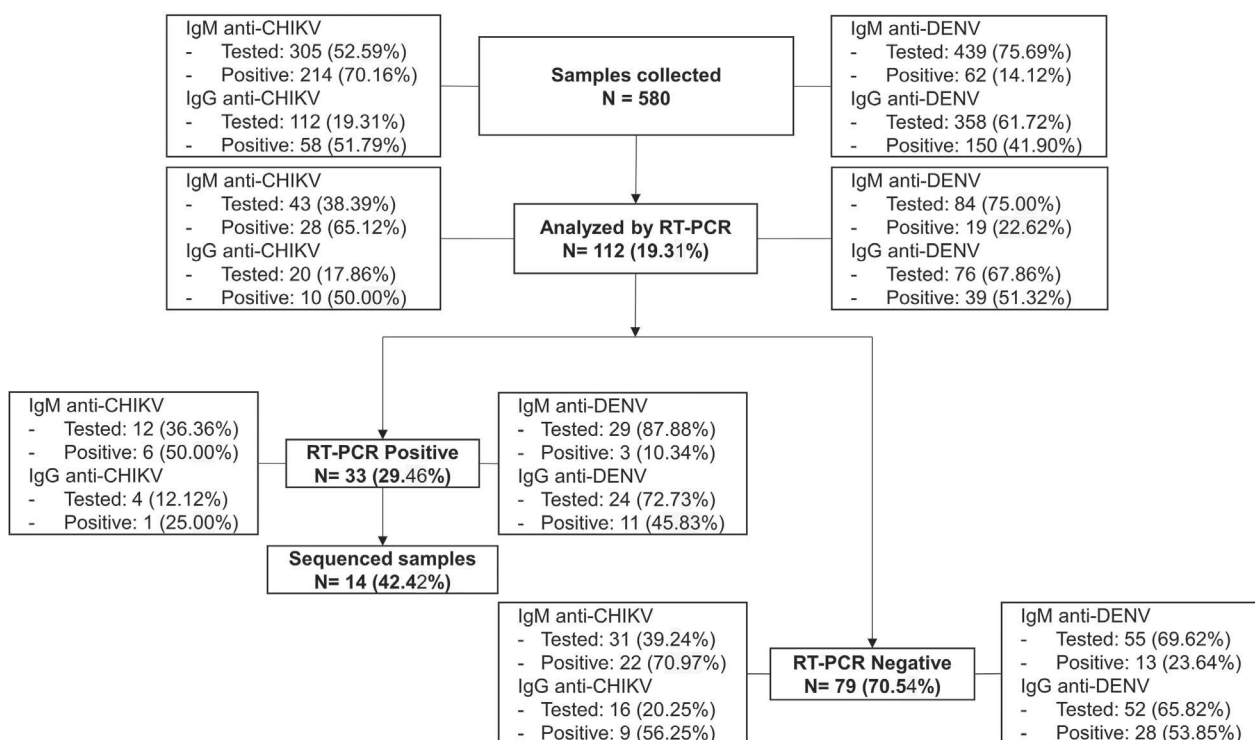 IgM anti-CHIKV
- Tested: 305 (52.59%)
- Positive: 214 (70.16%)
IgG anti-CHIKV
- Tested: 112 (19.31%)
- Positive: 58 (51.79%)
Samples collected
N = 580
IgM anti-DENV
- Tested: 439 (75.69%)
- Positive: 62 (14.12%)
IgG anti-DENV
- Tested: 358 (61.72%)
- Positive: 150 (41.90%)
IgM anti-CHIKV
- Tested: 43 (38.39%)
- Positive: 28 (65.12%)
IgG anti-CHIKV
- Tested: 20 (17.86%)
- Positive: 10 (50.00%)
Analyzed by RT-PCR
N= 112 (19.31%)
IgM anti-DENV
- Tested: 84 (75.00%)
- Positive: 19 (22.62%)
IgG anti-DENV
- Tested: 76 (67.86%)
- Positive: 39 (51.32%)
IgM anti-CHIKV
- Tested: 12 (36.36%)
- Positive: 6 (50.00%)
IgG anti-CHIKV
- Tested: 4 (12.12%)
- Positive: 1 (25.00%)
RT-PCR Positive
N= 33 (29.46%)
IgM anti-DENV
- Tested: 29 (87.88%)
- Positive: 3 (10.34%)
IgG anti-DENV
- Tested: 24 (72.73%)
- Positive: 11 (45.83%)
Sequenced samples
N= 14 (42.42%)
IgM anti-CHIKV
- Tested: 31 (39.24%)
- Positive: 22 (70.97%)
IgG anti-CHIKV
- Tested: 16 (20.25%)
- Positive: 9 (56.25%)
RT-PCR Negative
N= 79 (70.54%)
IgM anti-DENV
- Tested: 55 (69.62%)
- Positive: 13 (23.64%)
IgG anti-DENV
- Tested: 52 (65.82%)
- Positive: 28 (53.85%)